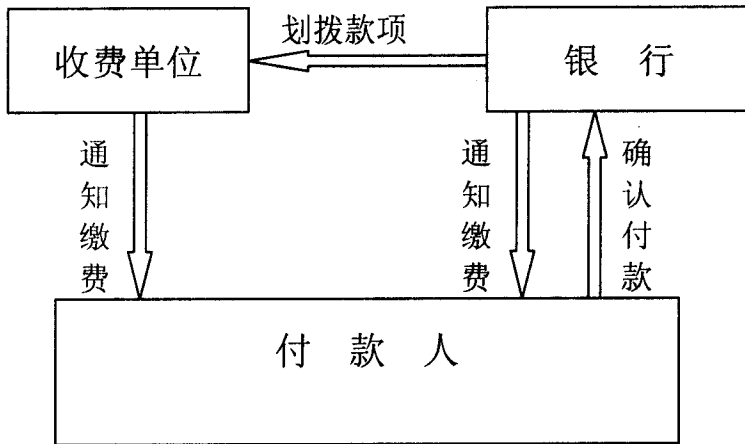 划拨款项
收费单位
银 行
通知缴费
通知缴费
确认付款
付 款 人